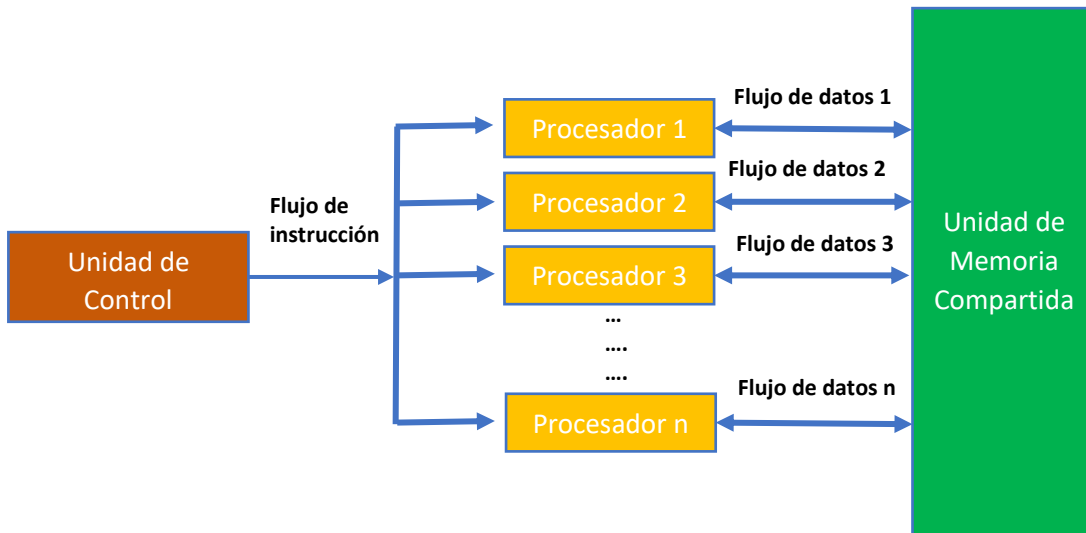 Flujo de datos 1
Procesador 1
Flujo de datos 2
Procesador 2
Flujo de
instrucción
Unidad de
Control
Flujo de datos 3
Procesador 3
Unidad de
Memoria
Compartida
...
....
....
Flujo de datos n
Procesador n